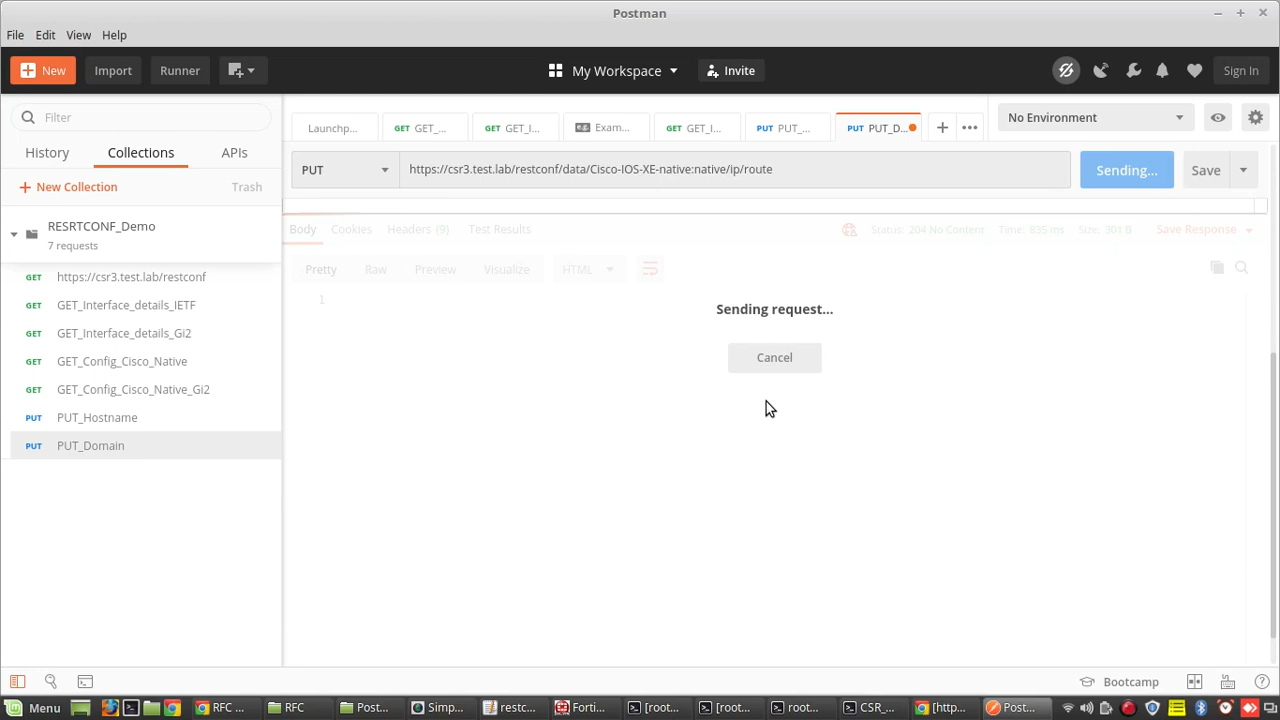 Postman
File Edit View Help
New Import Runner My Workspace Invite Sign In
Filter
Launchp... GET GET_... GET GET_I... Exam... GET GET_I... PUT PUT_... PUT PUT_D... No Environment
History Collections APIs
PUT https://csr3.test.lab/restconf/data/Cisco-IOS-XE-native:native/ip/route Sending... Save
New Collection Trash
RESRTCONF_Demo
7 requests
Body Cookies Headers (9) Test Results Status: 204 No Content Time: 835 ms Size: 301 B Save Response
Pretty Raw Preview Visualize HTML
1
GET https://csr3.test.lab/restconf
GET GET_Interface_details_IETF
GET GET_Interface_details_Gi2
GET GET_Config_Cisco_Native
GET GET_Config_Cisco_Native_Gi2
PUT PUT_Hostname
PUT PUT_Domain
Sending request...
Cancel
Bootcamp
Menu RFC ... RFC Post... Simp... restc... Forti... [root... [root... root... CSR_... [http... Post...